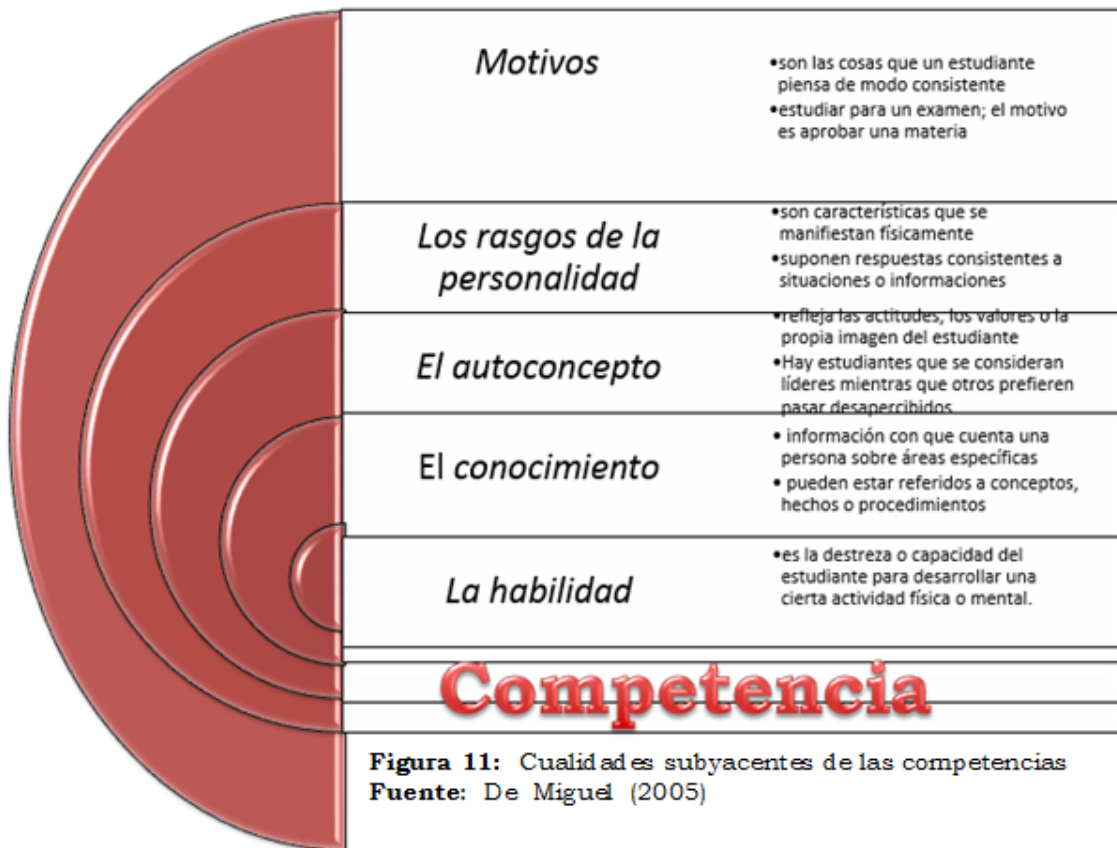 Motivos
•son las cosas que un estudiante
piensa de modo consistente
•estudiar para un examen; el motivo
es aprobar una materia
Los rasgos de la
personalidad
•son características que se
manifiestan físicamente
•suponen respuestas consistentes a
situaciones o informaciones
El autoconcepto
•refleja las actitudes, los valores o la
propia imagen del estudiante
•Hay estudiantes que se consideran
líderes mientras que otros prefieren
pasar desapercibidos
El conocimiento
• información con que cuenta una
persona sobre áreas específicas
• pueden estar referidos a conceptos,
hechos o procedimientos
La habilidad
•es la destreza o capacidad del
estudiante para desarrollar una
cierta actividad física o mental.
Competencia
Figura 11: Cualidades subyacentes de las competencias
Fuente: De Miguel (2005)